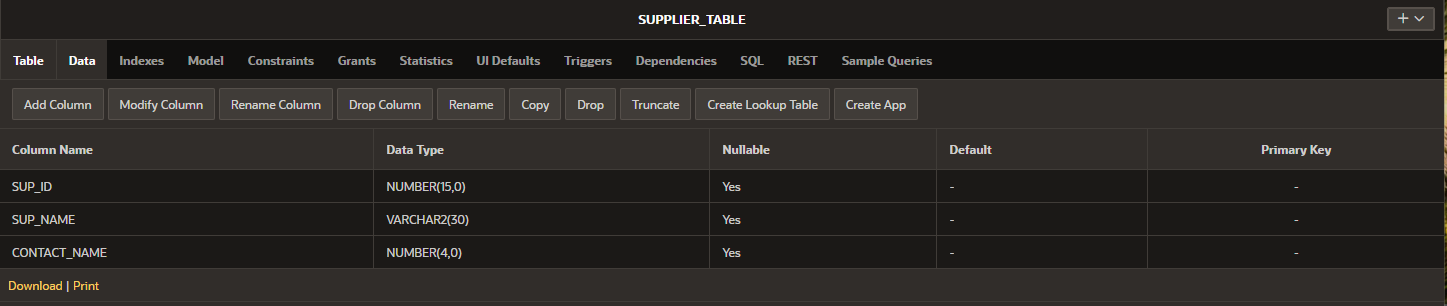 SUPPLIER_TABLE
Table Data Indexes Model Constraints Grants Statistics UI Defaults Triggers Dependencies SQL REST Sample Queries
Add Column Modify Column Rename Column Drop Column Rename Copy Drop Truncate Create Lookup Table Create App
Column Name Data Type Nullable Default Primary Key
SUP_ID NUMBER(15,0) Yes - -
SUP_NAME VARCHAR2(30) Yes - -
CONTACT_NAME NUMBER(4,0) Yes - -
Download | Print